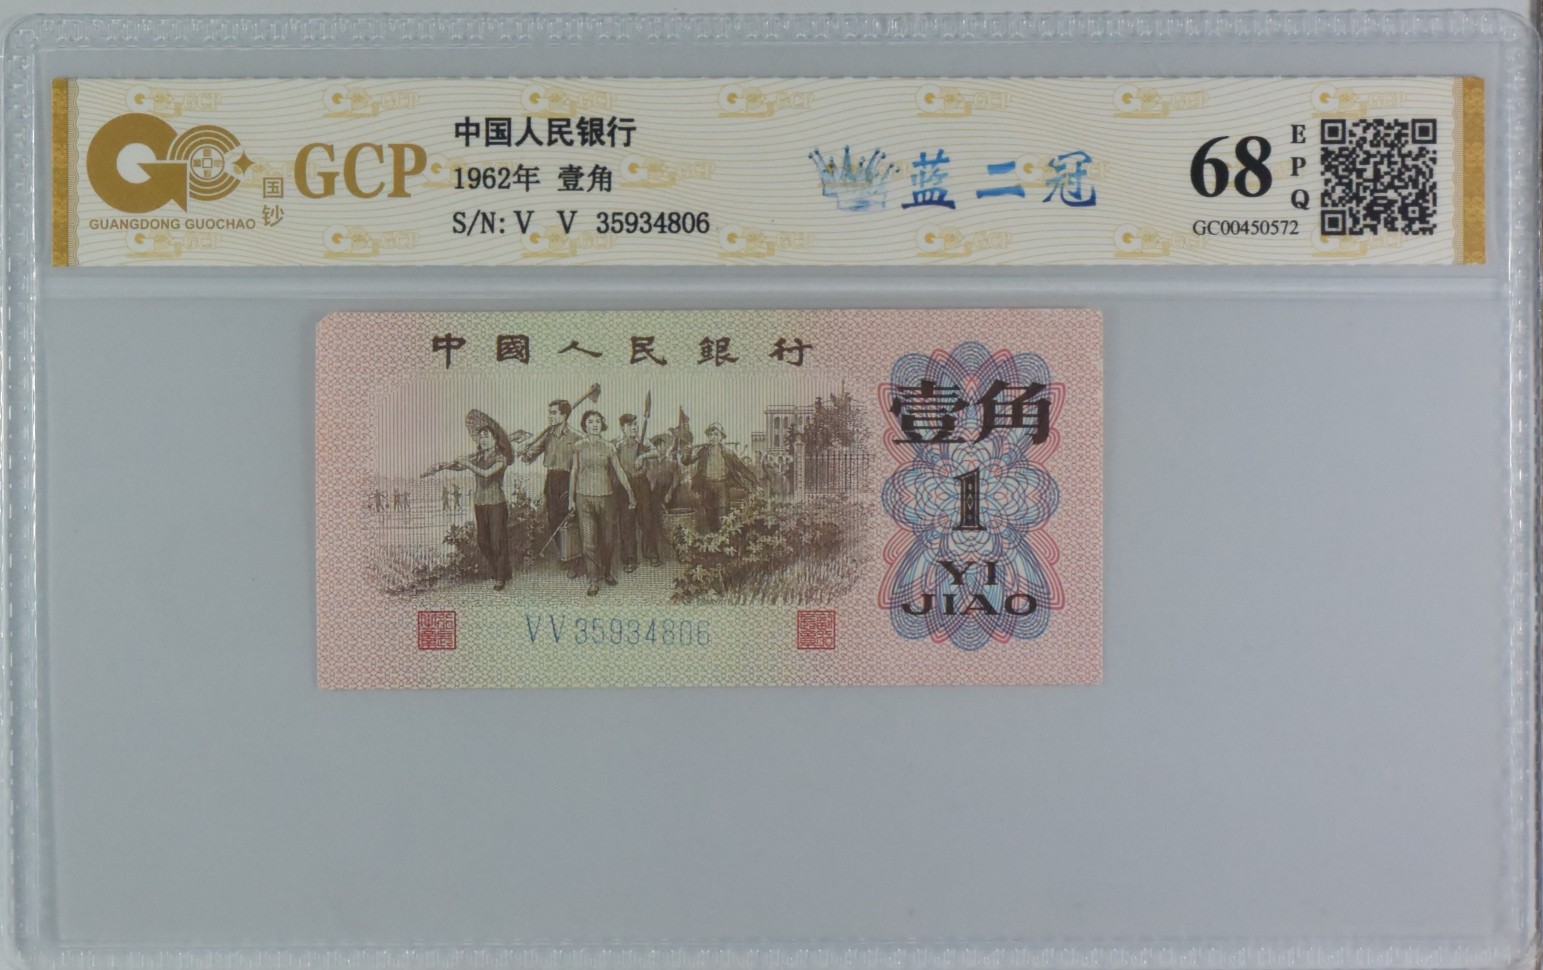 GUANGDONG GUOCHAO
国钞
GCP
中国人民银行
1962年 壹角
S/N: V V 35934806
蓝二冠
68
EPQ
GC00450572
中國人民銀行
壹角
1
YI
JIAO
VV35934806